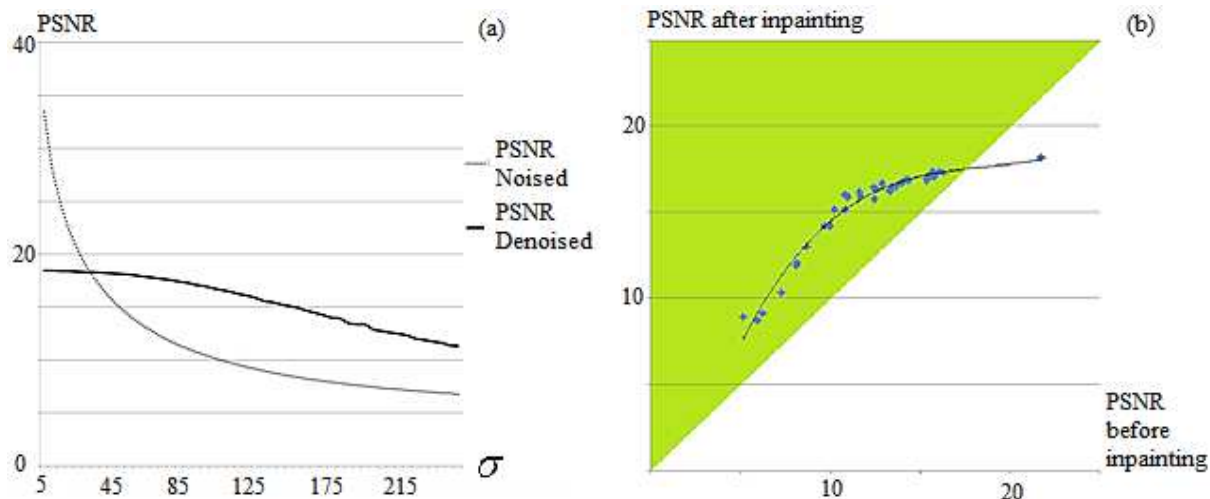 PSNR
(a)
40
20
0
5 45 85 125 175 215
σ
PSNR
Noised
PSNR
Denoised
PSNR after inpainting
(b)
20
10
10 20
PSNR
before
inpainting